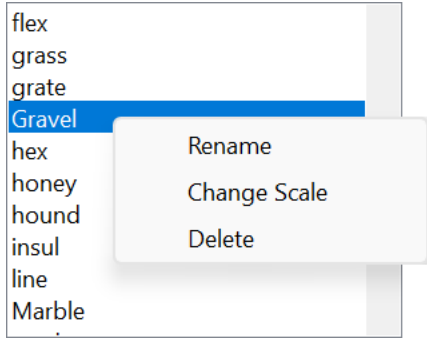 flex
grass
grate
Gravel
hex
honey
hound
insul
line
Marble
Rename
Change Scale
Delete